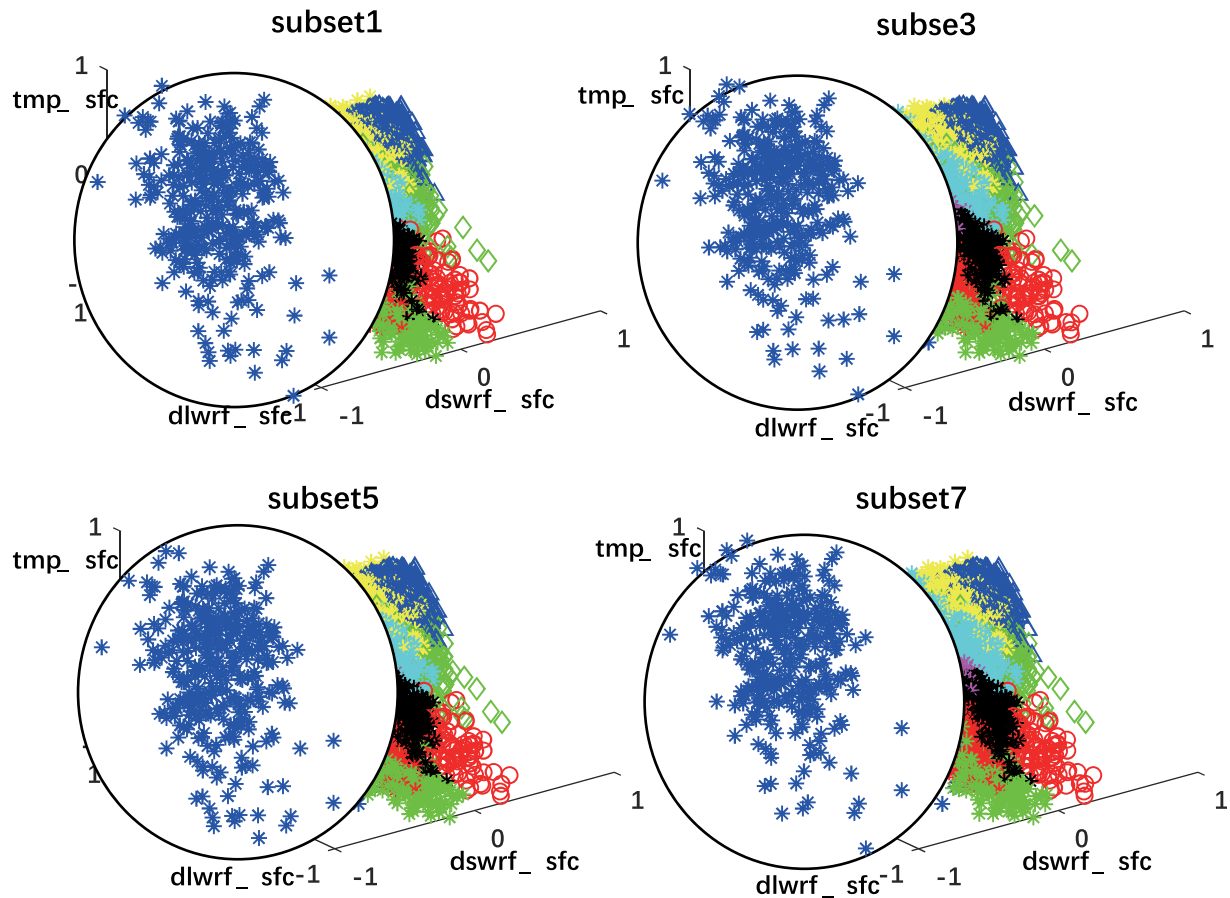 subset1
1
tmp_ sfc
0
-
1
dlwrf_ sfc
-1
-1
0
dswrf_ sfc
1
subse3
1
tmp_ sfc
dlwrf_ sfc
-1
-1
0
dswrf_ sfc
1
subset5
1
tmp_ sfc
1
dlwrf_ sfc
-1
-1
0
dswrf_ sfc
1
subset7
1
tmp_ sfc
dlwrf_ sfc
-1
-1
0
dswrf_ sfc
1